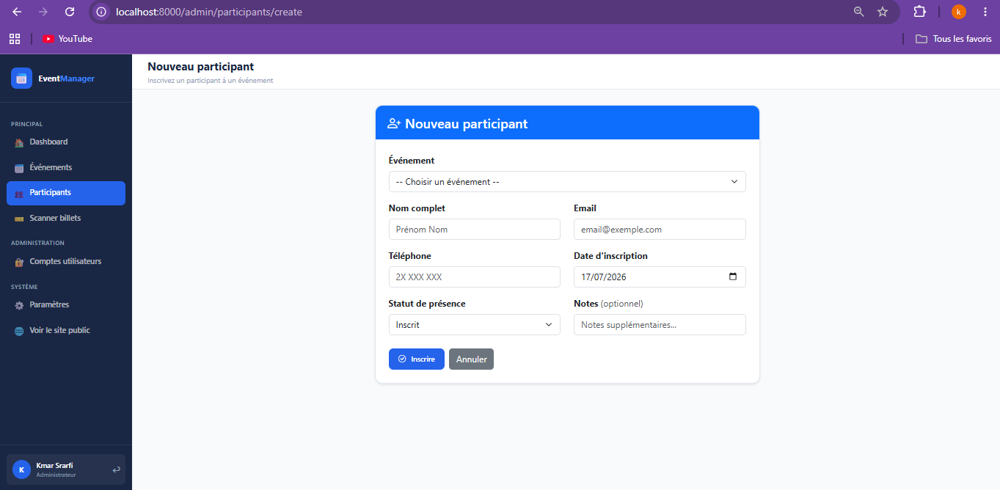 localhost:8000/admin/participants/create
k
YouTube
Tous les favoris
EventManager
PRINCIPAL
Dashboard
Événements
Participants
Scanner billets
ADMINISTRATION
Comptes utilisateurs
SYSTÈME
Paramètres
Voir le site public
K
Kmar Srarfi
Administrateur
Nouveau participant
Inscrivez un participant à un événement
Nouveau participant
Événement
-- Choisir un événement --
Nom complet
Email
Prénom Nom
email@exemple.com
Téléphone
Date d'inscription
2X XXX XXX
17/07/2026
Statut de présence
Notes (optionnel)
Inscrit
Notes supplémentaires...
Inscrire
Annuler